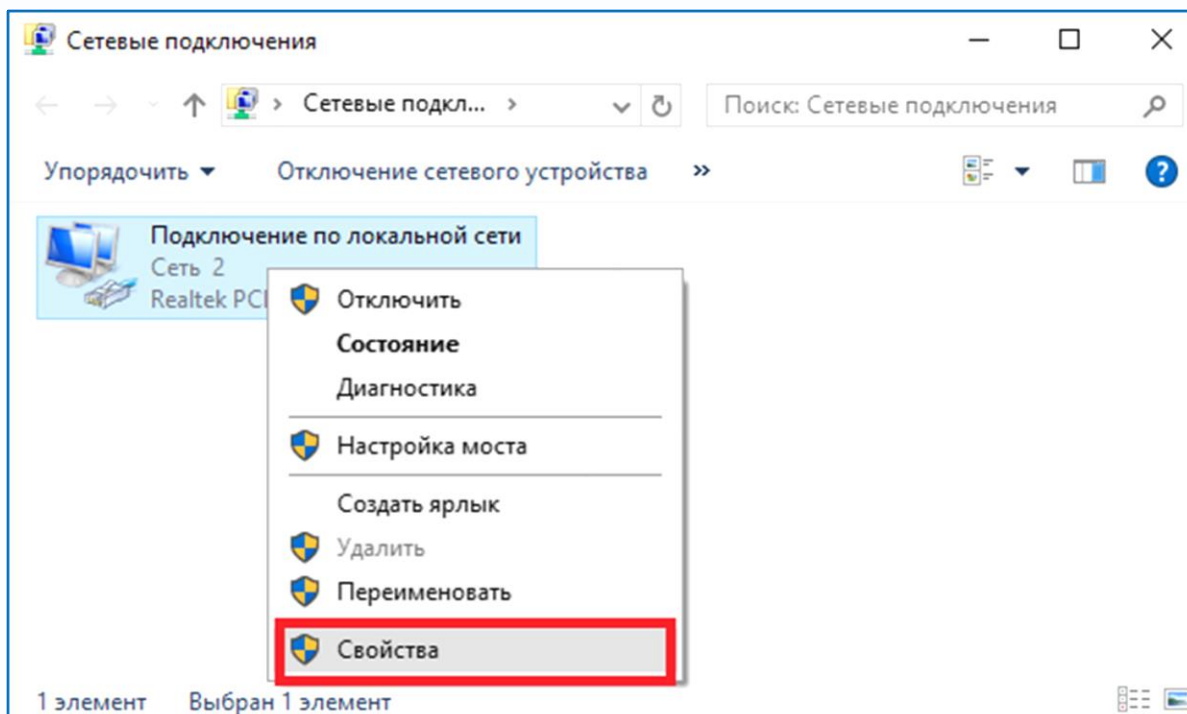 Сетевые подключения
Сетевые подкл...
Поиск: Сетевые подключения
Упорядочить
Отключение сетевого устройства
»
Подключение по локальной сети
Сеть 2
Realtek PCI
Отключить
Состояние
Диагностика
Настройка моста
Создать ярлык
Удалить
Переименовать
Свойства
1 элемент
Выбран 1 элемент